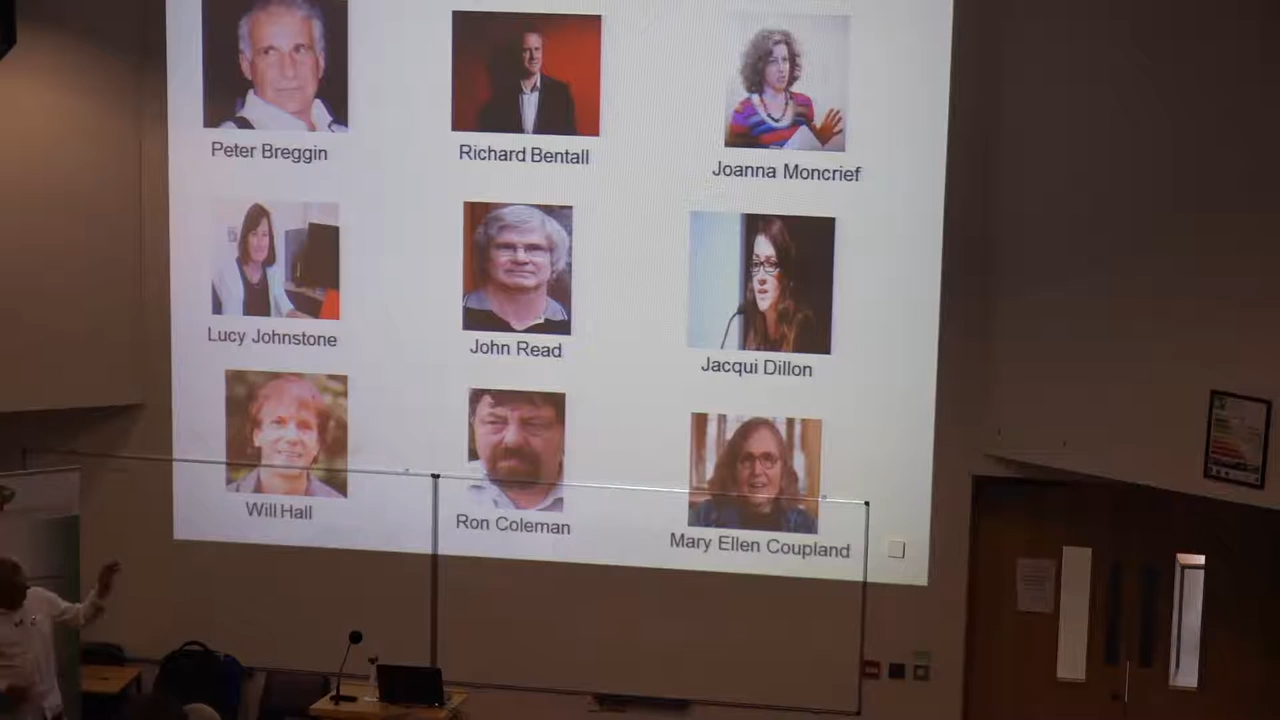 Peter Breggin
Richard Bentall
Joanna Moncrief
Lucy Johnstone
John Read
Jacqui Dillon
Will Hall
Ron Coleman
Mary Ellen Coupland